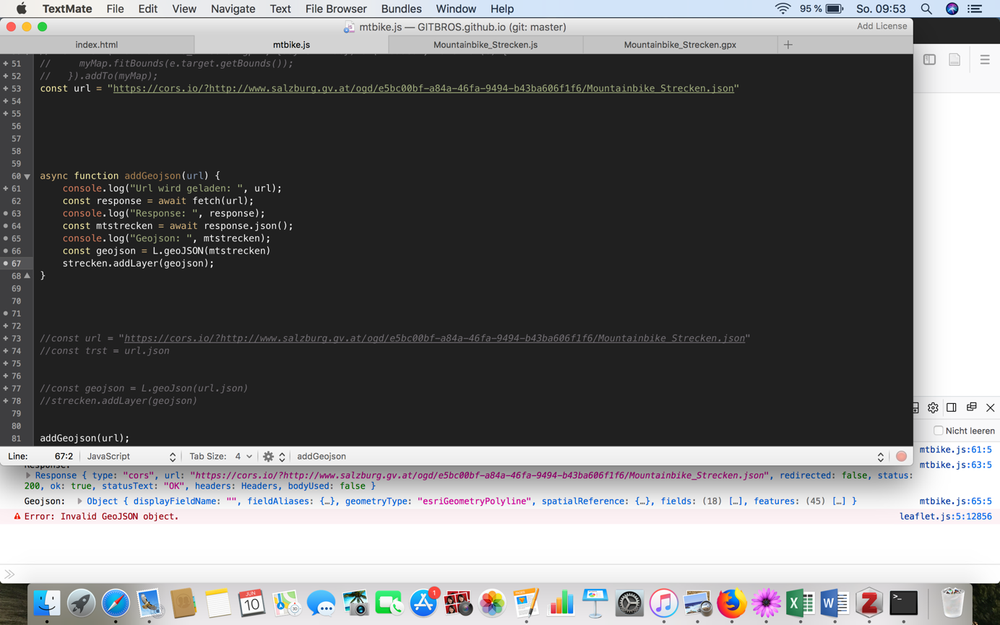 TextMate File Edit View Navigate Text File Browser Bundles Window Help 95 % So. 09:53
mtbike.js — GITBROS.github.io (git: master) Add License
index.html mtbike.js Mountainbike_Strecken.js Mountainbike_Strecken.gpx
51 // myMap.fitBounds(e.target.getBounds());
52 // }).addTo(myMap);
53 const url = "https://cors.io/?http://www.salzburg.gv.at/ogd/e5bc00bf-a84a-46fa-9494-b43ba606f1f6/Mountainbike_Strecken.json"
54
55
56
57
58
59
60 async function addGeojson(url) {
61 console.log("Url wird geladen: ", url);
62 const response = await fetch(url);
63 console.log("Response: ", response);
64 const mtstrecken = await response.json();
65 console.log("Geojson: ", mtstrecken);
66 const geojson = L.geoJSON(mtstrecken)
67 strecken.addLayer(geojson);
68 }
69
70
71
72
73 //const url = "https://cors.io/?http://www.salzburg.gv.at/ogd/e5bc00bf-a84a-46fa-9494-b43ba606f1f6/Mountainbike_Strecken.json"
74 //const trst = url.json
75
76
77 //const geojson = L.geoJson(url.json)
78 //strecken.addLayer(geojson)
79
80
81 addGeojson(url);
Nicht leeren
Line: 67:2 JavaScript Tab Size: 4 addGeojson
mtbike.js:61:5
Response: mtbike.js:63:5
Response { type: "cors", url: "https://cors.io/?http://www.salzburg.gv.at/ogd/e5bc00bf-a84a-46fa-9494-b43ba606f1f6/Mountainbike_Strecken.json", redirected: false, status:
200, ok: true, statusText: "OK", headers: Headers, bodyUsed: false }
Geojson: Object { displayFieldName: "", fieldAliases: {…}, geometryType: "esriGeometryPolyline", spatialReference: {…}, fields: (18) […], features: (45) […] } mtbike.js:65:5
Error: Invalid GeoJSON object. leaflet.js:5:12856
JUN
10
3D
1
X
W
Z
>_